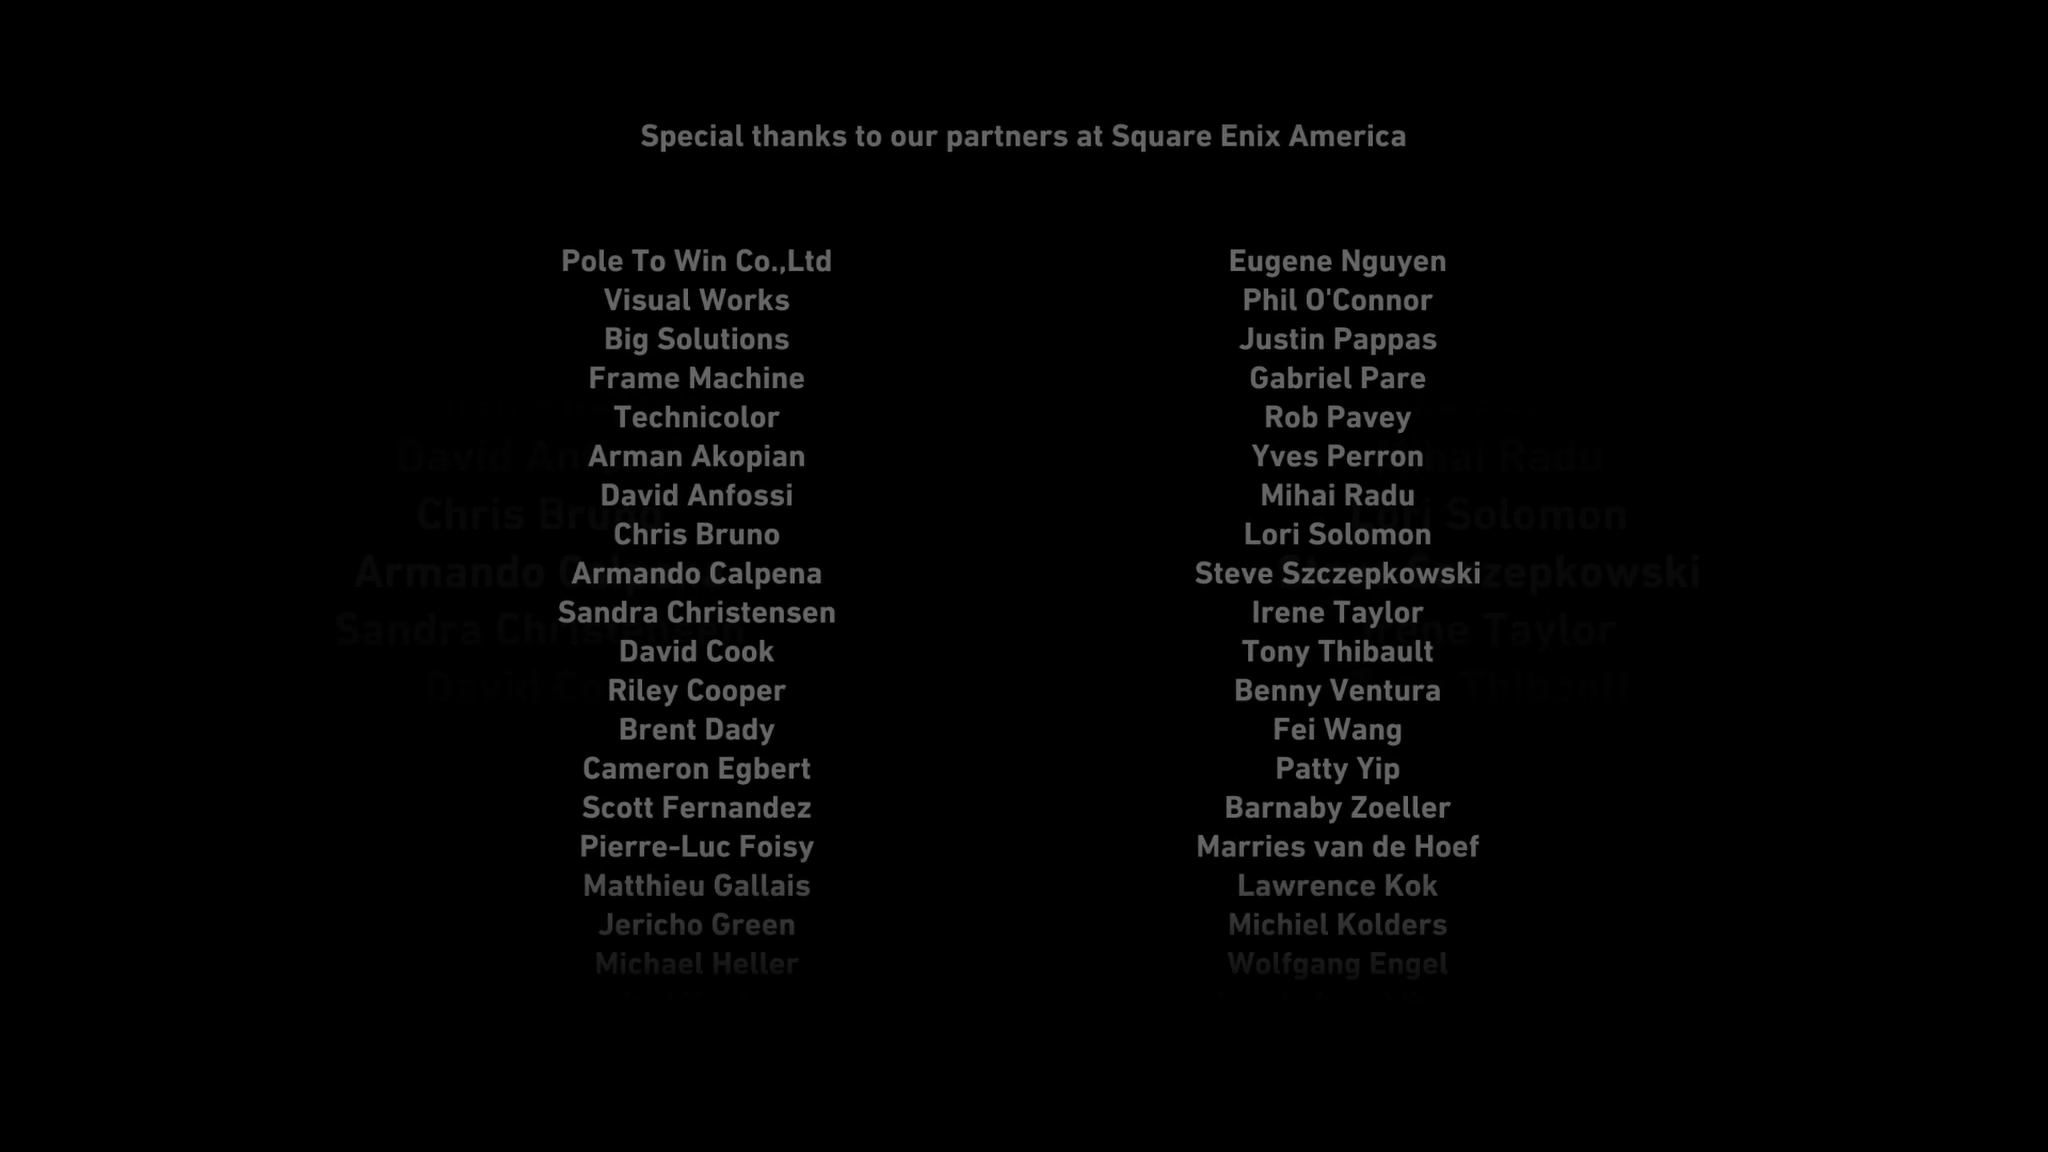 Special thanks to our partners at Square Enix America
Pole To Win Co.,Ltd
Visual Works
Big Solutions
Frame Machine
Technicolor
Arman Akopian
David Anfossi
Chris Bruno
Armando Calpena
Sandra Christensen
David Cook
Riley Cooper
Brent Dady
Cameron Egbert
Scott Fernandez
Pierre-Luc Foisy
Matthieu Gallais
Jericho Green
Michael Heller
Eugene Nguyen
Phil O'Connor
Justin Pappas
Gabriel Pare
Rob Pavey
Yves Perron
Mihai Radu
Lori Solomon
Steve Szczepkowski
Irene Taylor
Tony Thibault
Benny Ventura
Fei Wang
Patty Yip
Barnaby Zoeller
Marries van de Hoef
Lawrence Kok
Michiel Kolders
Wolfgang Engel